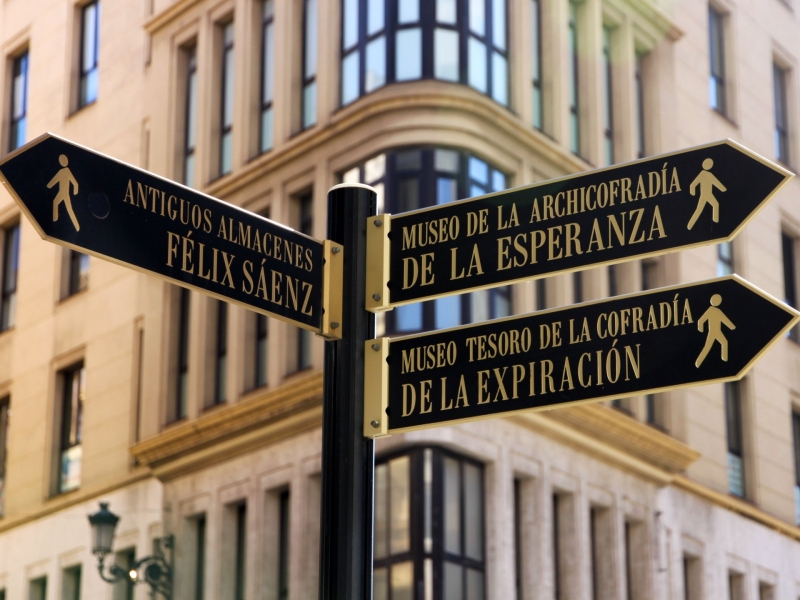 ANTIGUOS ALMACENES
FÉLIX SÁENZ
MUSEO DE LA ARCHICOFRADÍA
DE LA ESPERANZA
MUSEO TESORO DE LA COFRADÍA
DE LA EXPIRACIÓN